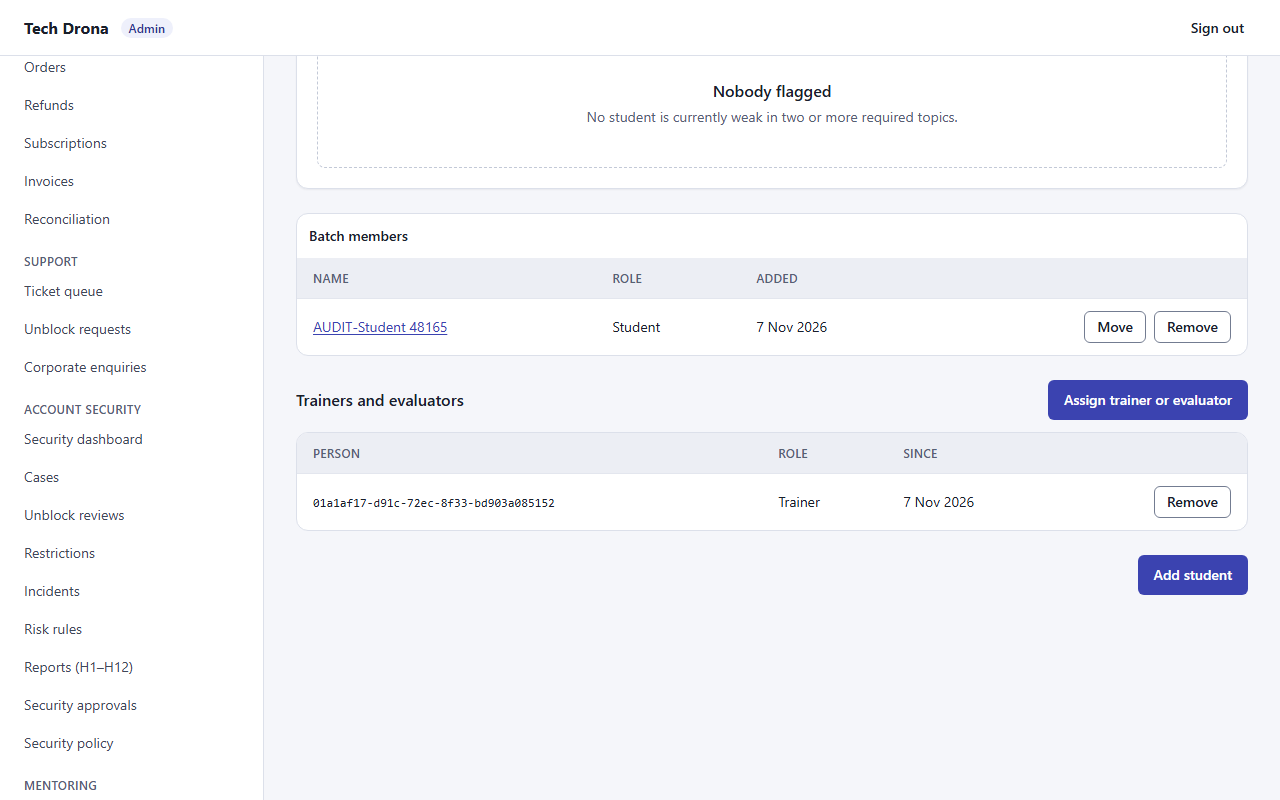 Tech Drona Admin Sign out
Orders
Refunds
Subscriptions
Invoices
Reconciliation
SUPPORT
Ticket queue
Unblock requests
Corporate enquiries
ACCOUNT SECURITY
Security dashboard
Cases
Unblock reviews
Restrictions
Incidents
Risk rules
Reports (H1–H12)
Security approvals
Security policy
MENTORING
Nobody flagged
No student is currently weak in two or more required topics.
Batch members
NAME ROLE ADDED
AUDIT-Student 48165 Student 7 Nov 2026 Move Remove
Trainers and evaluators Assign trainer or evaluator
PERSON ROLE SINCE
01a1af17-d91c-72ec-8f33-bd903a085152 Trainer 7 Nov 2026 Remove
Add student